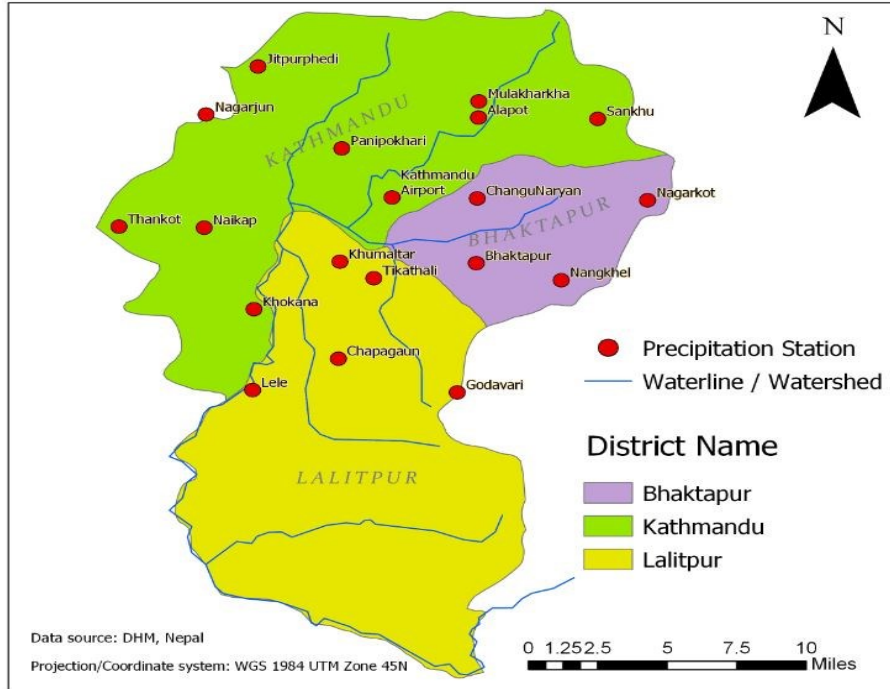 N
Jitpurphedi
Nagarjun
Mulakharkha
Alapot
Sankhu
KATHMANDU
Panipokhari
Kathmandu
Airport
ChanguNaryan
Nagarkot
BHAKTAPUR
Thankot
Naikap
Khumaltar
Tikathali
Bhaktapur
Nangkhel
Khokana
Chapagaun
Lele
Godavari
LALITPUR
Precipitation Station
Waterline / Watershed
District Name
Bhaktapur
Kathmandu
Lalitpur
Data source: DHM, Nepal
Projection/Coordinate system: WGS 1984 UTM Zone 45N
0 1.25 2.5 5 7.5 10
Miles